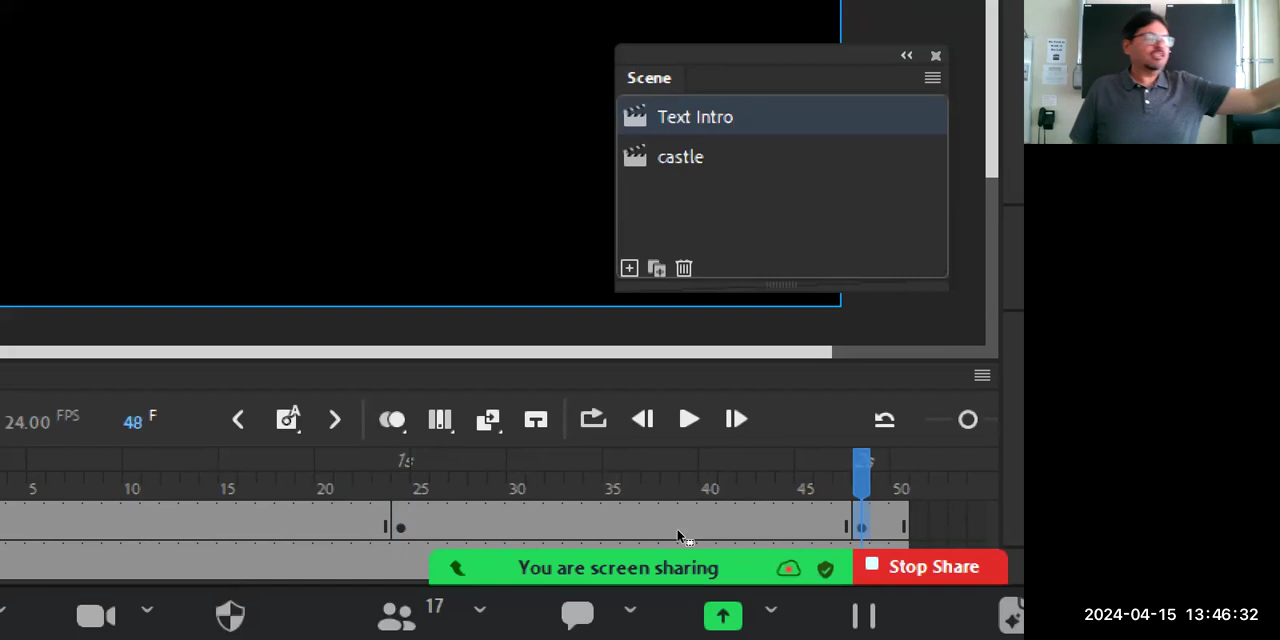 Scene
Text Intro
castle
24.00 FPS
48 F
1s
5 10 15 20 25 30 35 40 45 50
You are screen sharing
Stop Share
17
2024-04-15 13:46:32